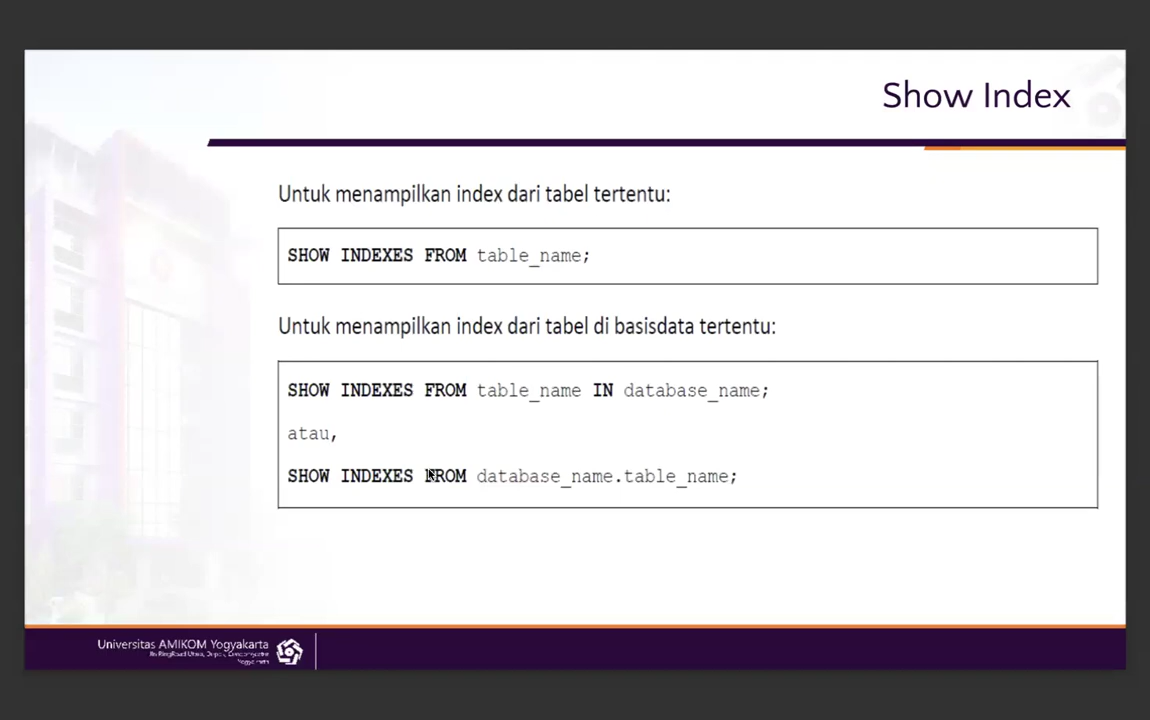 Show Index
Untuk menampilkan index dari tabel tertentu:
SHOW INDEXES FROM table_name;
Untuk menampilkan index dari tabel di basisdata tertentu:
SHOW INDEXES FROM table_name IN database_name;
atau,
SHOW INDEXES FROM database_name.table_name;
Universitas AMIKOM Yogyakarta
Yogyakarta